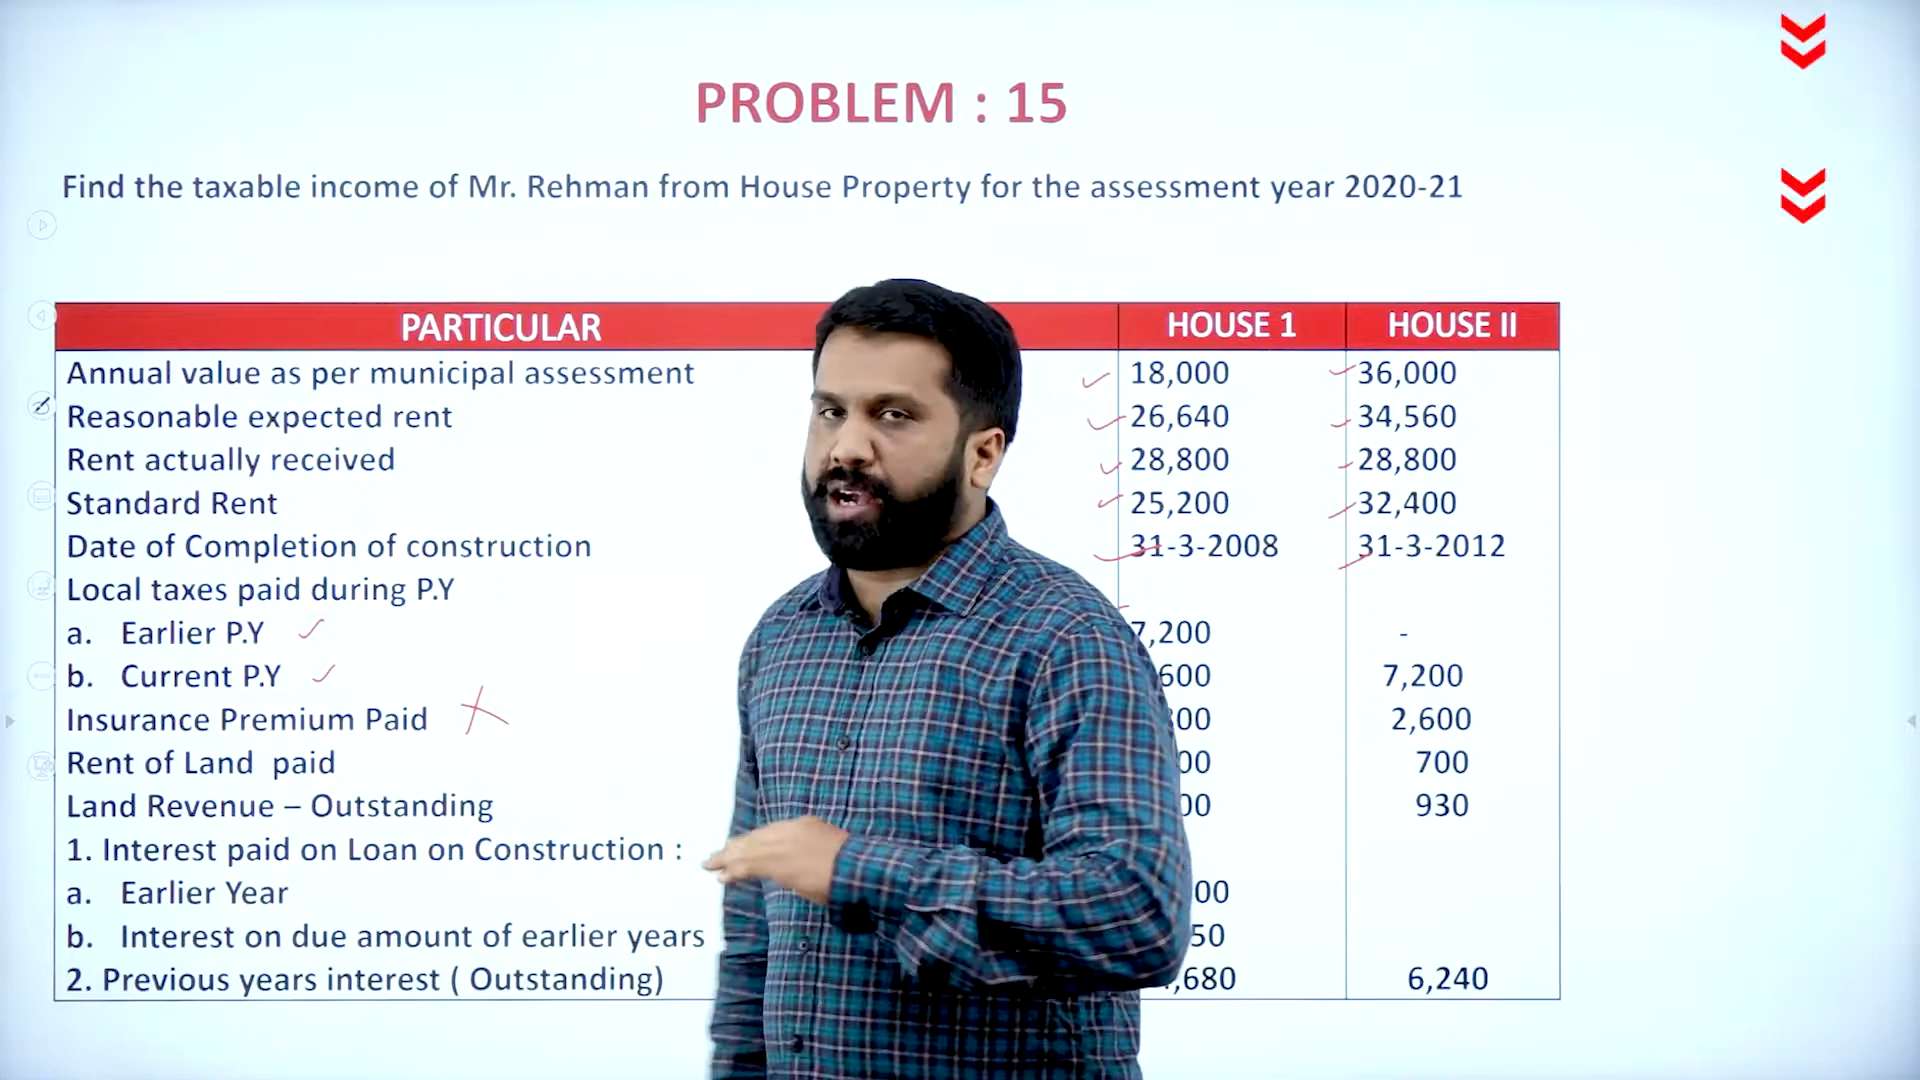 PROBLEM : 15
Find the taxable income of Mr. Rehman from House Property for the assessment year 2020-21
PARTICULAR HOUSE 1 HOUSE II
Annual value as per municipal assessment 18,000 36,000
Reasonable expected rent 26,640 34,560
Rent actually received 28,800 28,800
Standard Rent 25,200 32,400
Date of Completion of construction 31-3-2008 31-3-2012
Local taxes paid during P.Y
a. Earlier P.Y 7,200 -
b. Current P.Y 7,200
Insurance Premium Paid 2,600
Rent of Land paid 700
Land Revenue – Outstanding 930
1. Interest paid on Loan on Construction :
a. Earlier Year
b. Interest on due amount of earlier years
2. Previous years interest ( Outstanding) 6,240